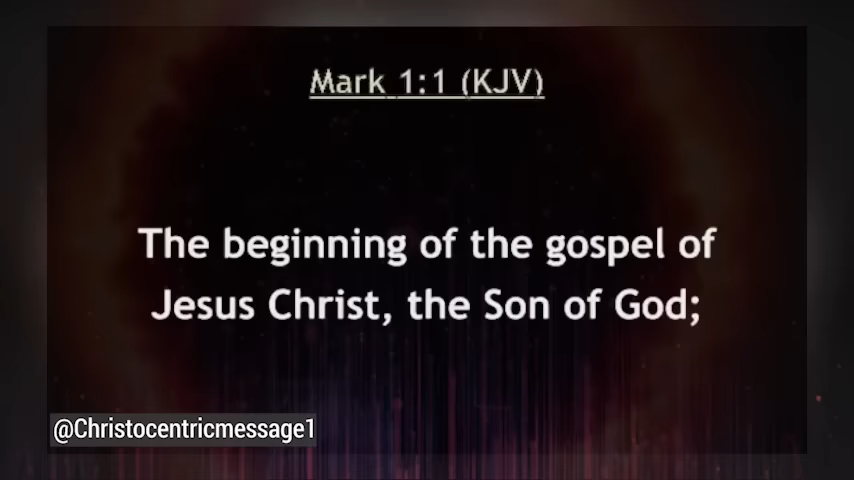 Mark 1:1 (KJV)
The beginning of the gospel of
Jesus Christ, the Son of God;
@Christocentricmessage1